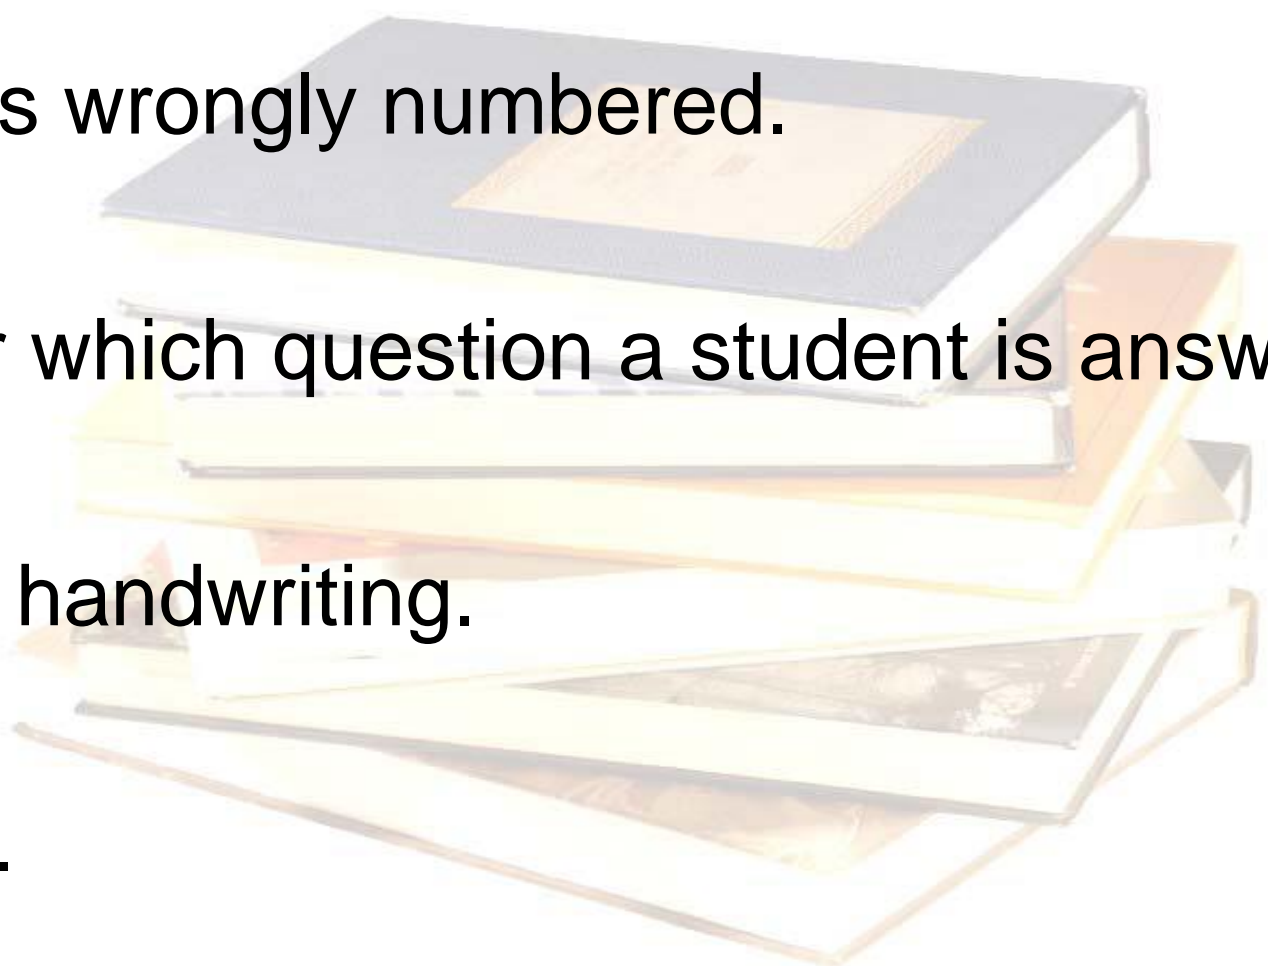 s wrongly numbered.
r which question a student is answ
handwriting.
.